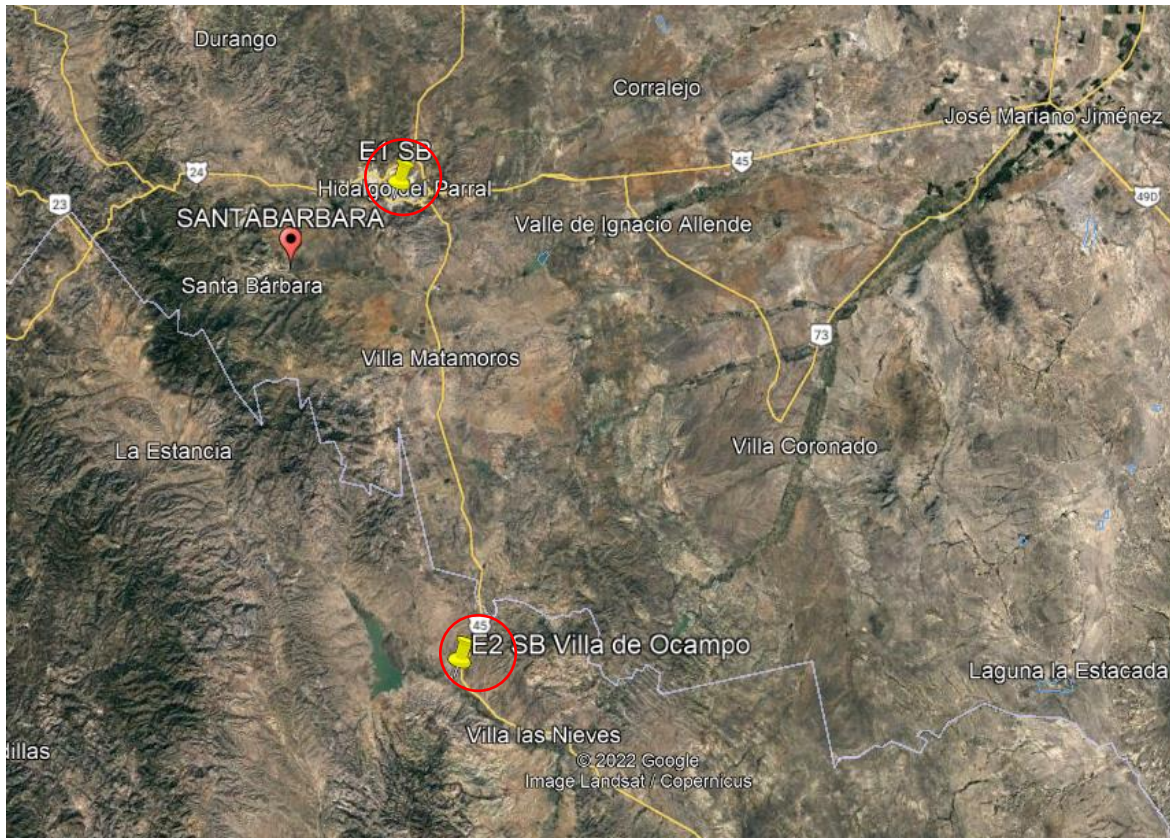 Durango
Corralejo
José Mariano Jiménez
E1 SB
45
24
Hidalgo del Parral
49D
23
SANTABARBARA
Valle de Ignacio Allende
Santa Bárbara
73
Villa Matamoros
Villa Coronado
La Estancia
45
E2 SB Villa de Ocampo
Laguna la Estacada
Villa las Nieves
dillas
© 2022 Google
Image Landsat / Copernicus